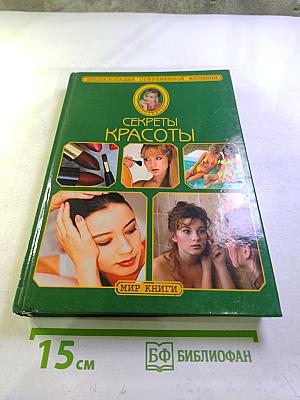 ЭНЦИКЛОПЕДИЯ СОВРЕМЕННОЙ ЖЕНЩИНЫ
СЕКРЕТЫ
КРАСОТЫ
МИР КНИГИ
15 см
БФ БИБЛИОФАН